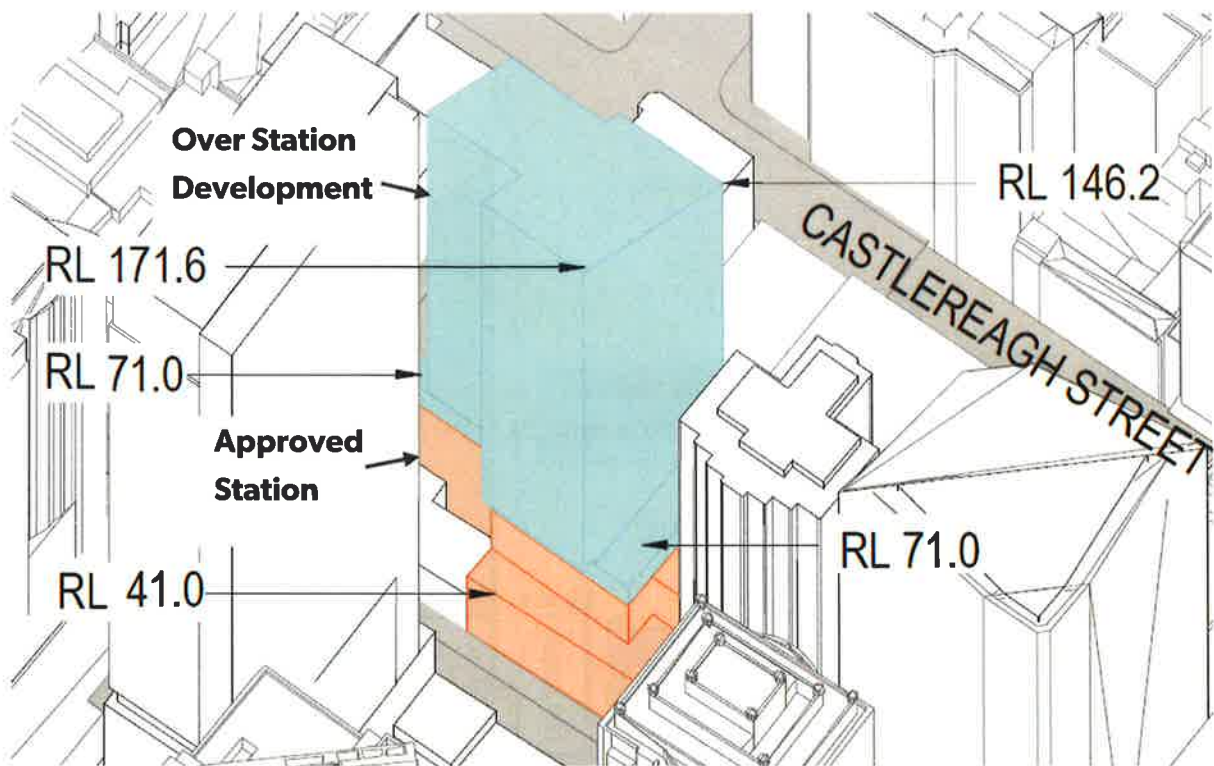 Over Station
Development
RL 146.2
RL 171.6
CASTLEREAGH STREET
RL 71.0
Approved
Station
RL 71.0
RL 41.0